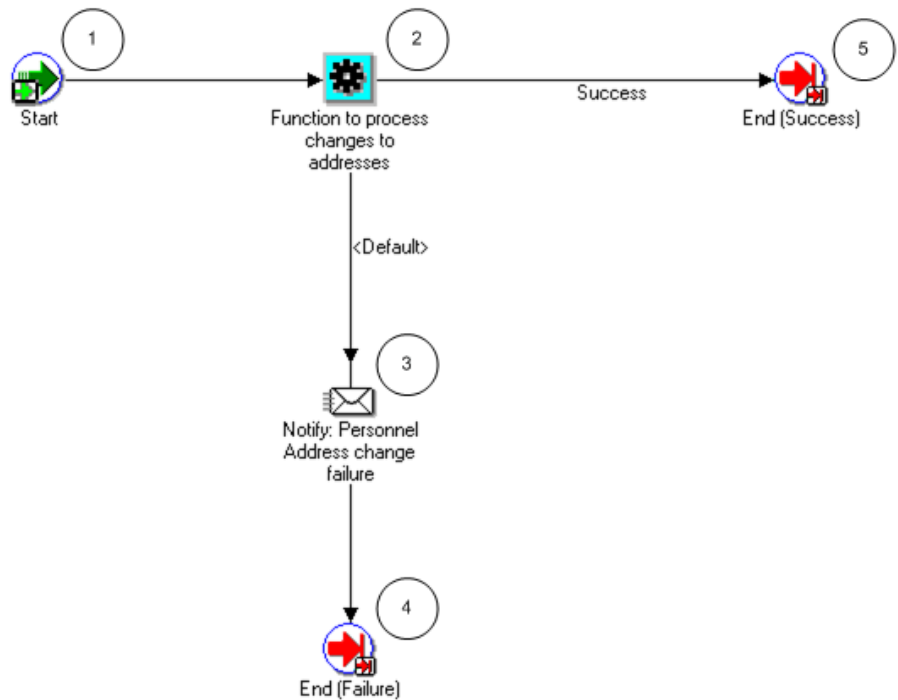 1
2
5
Start
Function to process
changes to
addresses
Success
End (Success)
<Default>
3
Notify: Personnel
Address change
failure
4
End (Failure)